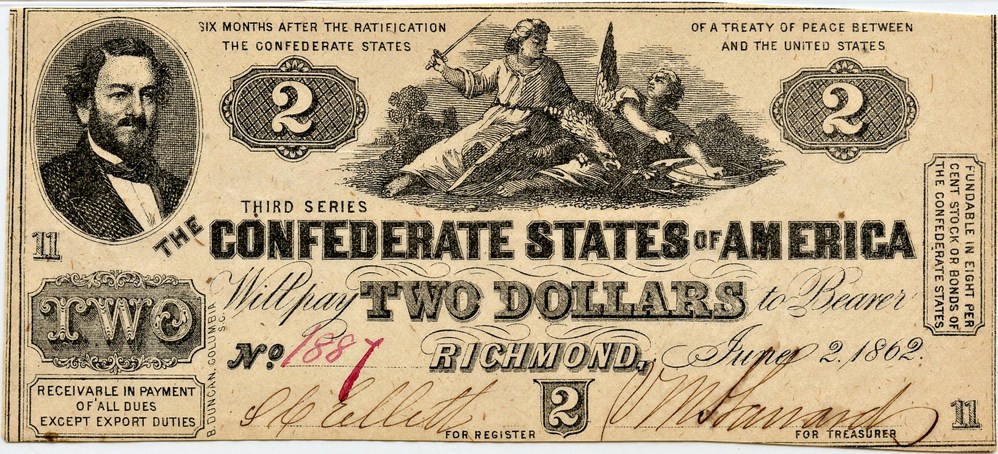 SIX MONTHS AFTER THE RATIFICATION
THE CONFEDERATE STATES
OF A TREATY OF PEACE BETWEEN
AND THE UNITED STATES
2
2
THIRD SERIES
THE CONFEDERATE STATES OF AMERICA
11
Will pay TWO DOLLARS to Bearer
TWO
No. 1887
RICHMOND, June 2, 1862.
RECEIVABLE IN PAYMENT
OF ALL DUES
EXCEPT EXPORT DUTIES
B. DUNCAN, COLUMBIA
S.C.
2
FOR REGISTER
FOR TREASURER
11
FUNDABLE IN EIGHT PER
CENT STOCK OR BONDS OF
THE CONFEDERATE STATES